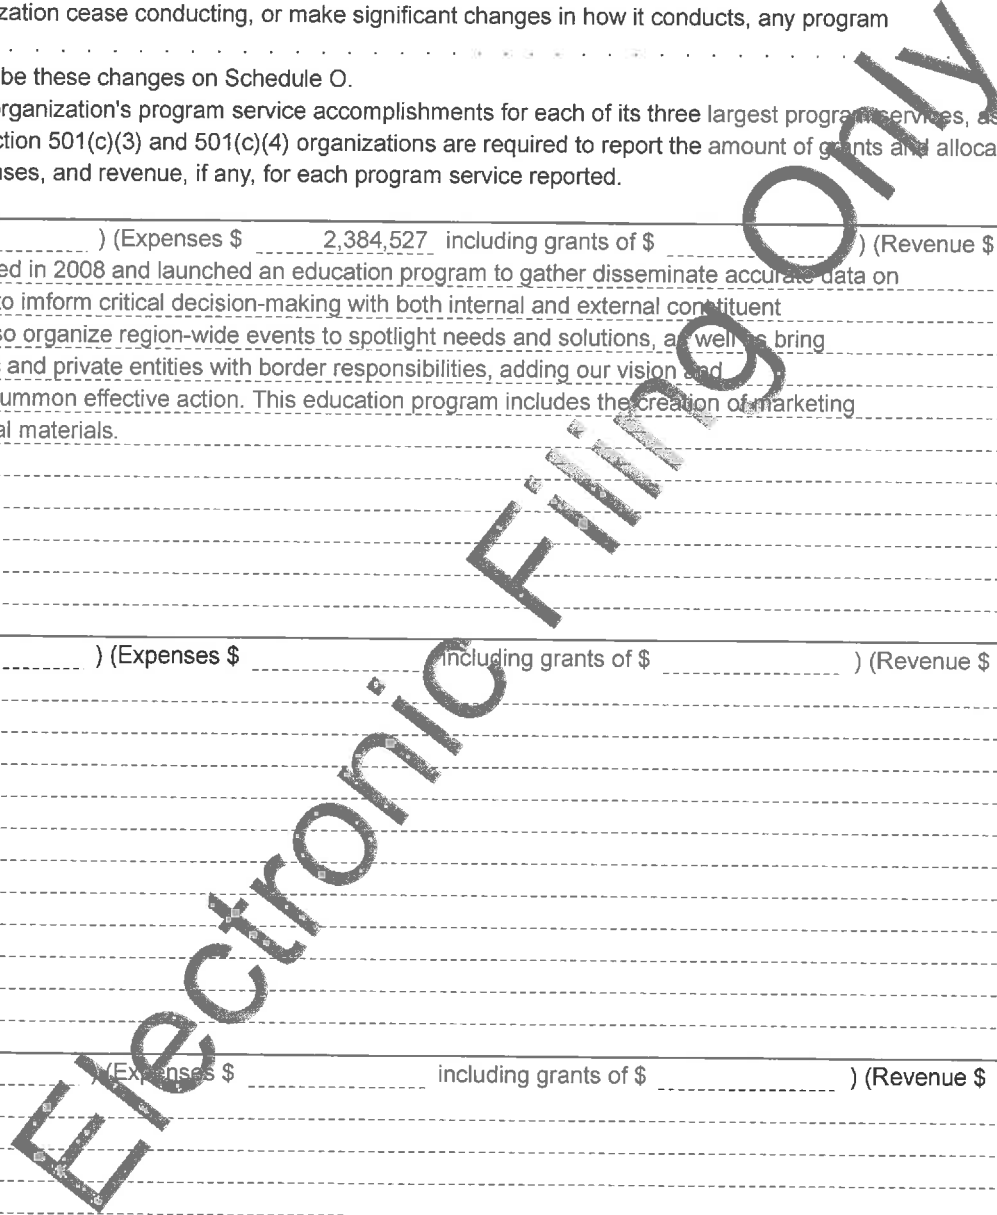 zation cease conducting, or make significant changes in how it conducts, any program
. . . . . . . . . . . . . . . . . . . . . . . . . . . . . . . . .
be these changes on Schedule O.
organization's program service accomplishments for each of its three largest program services, as
ction 501(c)(3) and 501(c)(4) organizations are required to report the amount of grants and alloca
nses, and revenue, if any, for each program service reported.
) (Expenses $ 2,384,527 including grants of $ ) (Revenue $
ed in 2008 and launched an education program to gather disseminate accurate data on
to imform critical decision-making with both internal and external constituent
so organize region-wide events to spotlight needs and solutions, as well as bring
and private entities with border responsibilities, adding our vision and
ummon effective action. This education program includes the creation of marketing
al materials.
) (Expenses $ including grants of $ ) (Revenue $
) (Expenses $ including grants of $ ) (Revenue $
Electronic Filing Only